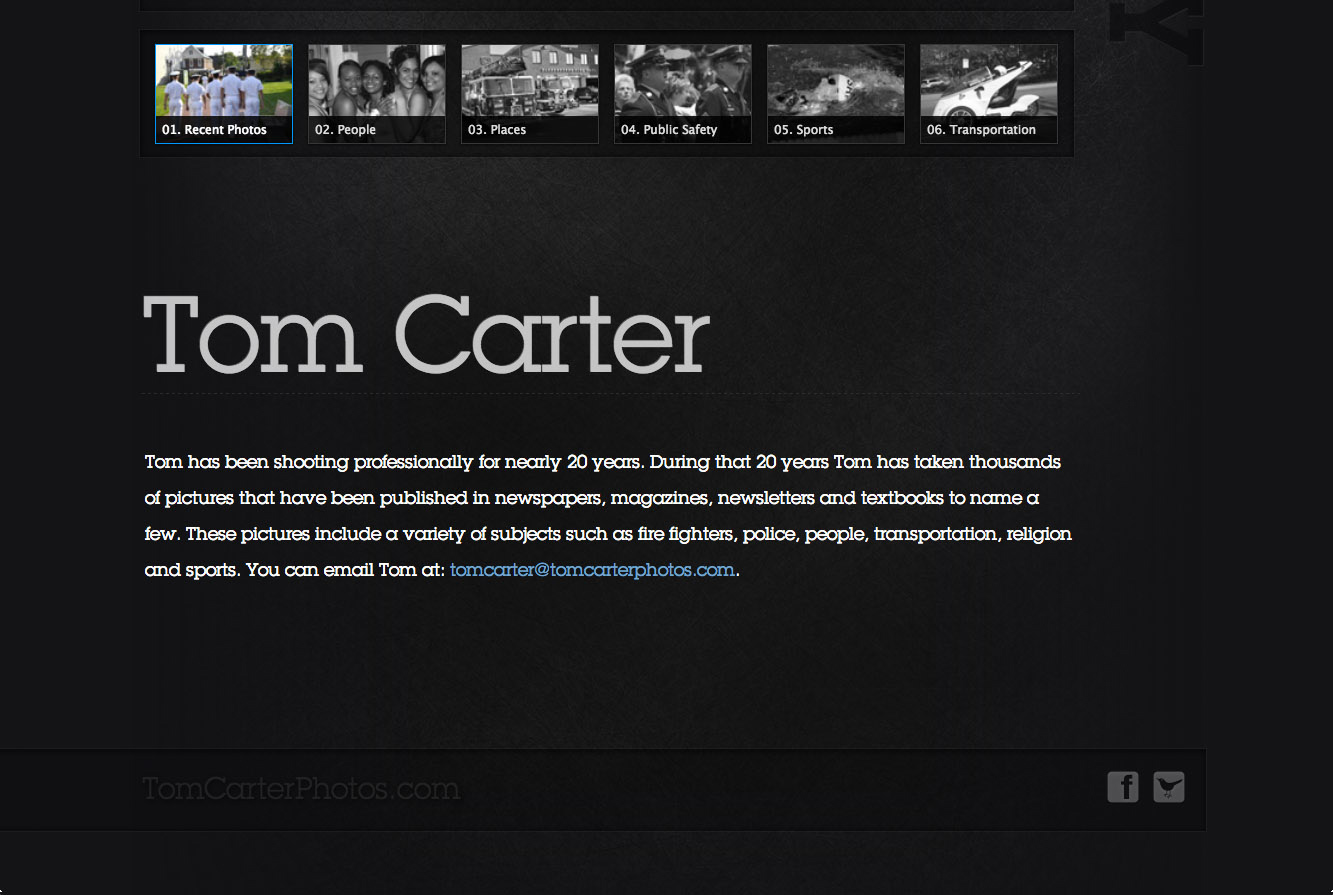 01. Recent Photos
02. People
03. Places
04. Public Safety
05. Sports
06. Transportation
Tom Carter
Tom has been shooting professionally for nearly 20 years. During that 20 years Tom has taken thousands
of pictures that have been published in newspapers, magazines, newsletters and textbooks to name a
few. These pictures include a variety of subjects such as fire fighters, police, people, transportation, religion
and sports. You can email Tom at: tomcarter@tomcarterphotos.com.
TomCarterPhotos.com
f